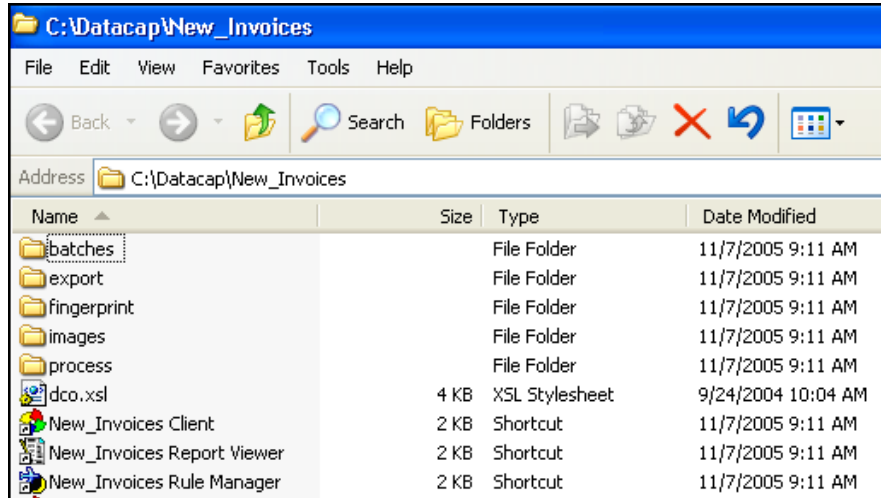 C:\Datacap\New_Invoices
File Edit View Favorites Tools Help
Back Search Folders
Address C:\Datacap\New_Invoices
Name Size Type Date Modified
batches File Folder 11/7/2005 9:11 AM
export File Folder 11/7/2005 9:11 AM
fingerprint File Folder 11/7/2005 9:11 AM
images File Folder 11/7/2005 9:11 AM
process File Folder 11/7/2005 9:11 AM
dco.xsl 4 KB XSL Stylesheet 9/24/2004 10:04 AM
New_Invoices Client 2 KB Shortcut 11/7/2005 9:11 AM
New_Invoices Report Viewer 2 KB Shortcut 11/7/2005 9:11 AM
New_Invoices Rule Manager 2 KB Shortcut 11/7/2005 9:11 AM